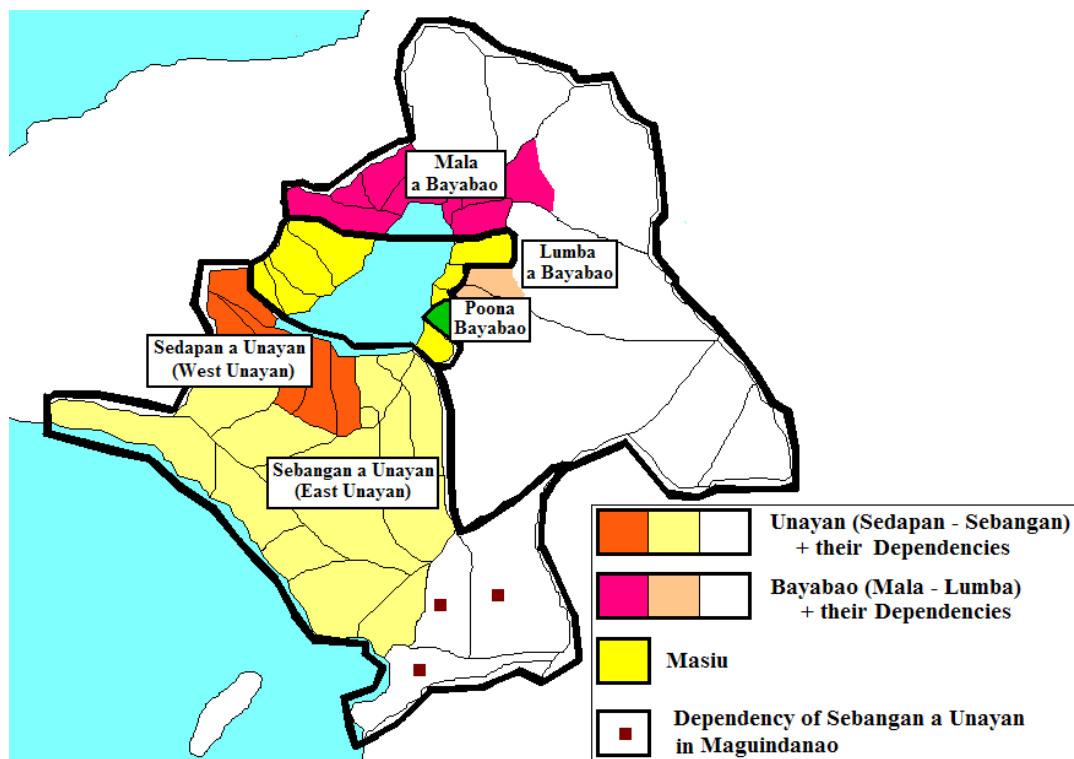 Mala
a Bayabao
Lumba
a Bayabao
Poona
Bayabao
Sedapan a Unayan
(West Unayan)
Sebangan a Unayan
(East Unayan)
Unayan (Sedapan - Sebangan)
+ their Dependencies
Bayabao (Mala - Lumba)
+ their Dependencies
Masiu
Dependency of Sebangan a Unayan
in Maguindanao